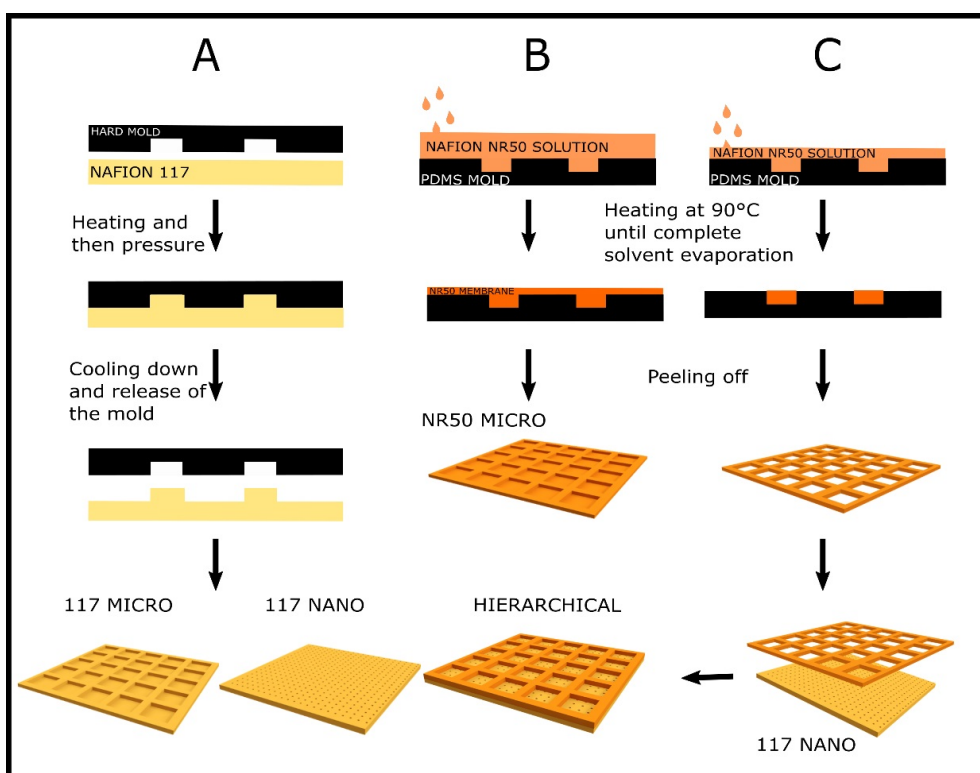 A
B
C
HARD MOLD
NAFION 117
NAFION NR50 SOLUTION
PDMS MOLD
NAFION NR50 SOLUTION
PDMS MOLD
Heating and
then pressure
Heating at 90°C
until complete
solvent evaporation
NR50 MEMBRANE
Cooling down
and release of
the mold
Peeling off
NR50 MICRO
117 MICRO
117 NANO
HIERARCHICAL
117 NANO